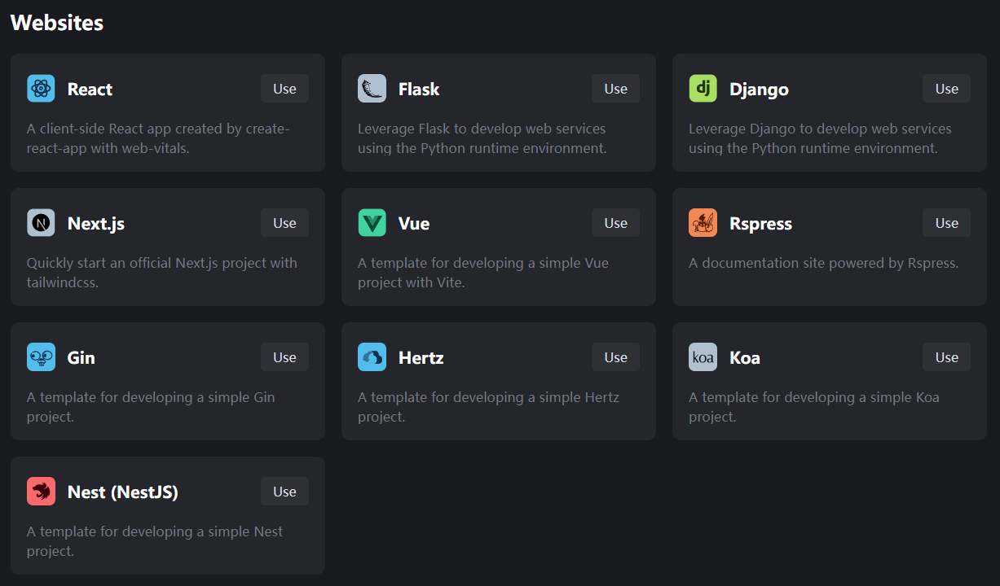 Websites
React
Use
A client-side React app created by create-
react-app with web-vitals.
Flask
Use
Leverage Flask to develop web services
using the Python runtime environment.
dj
Django
Use
Leverage Django to develop web services
using the Python runtime environment.
N
Next.js
Use
Quickly start an official Next.js project with
tailwindcss.
Vue
Use
A template for developing a simple Vue
project with Vite.
Rspress
Use
A documentation site powered by Rspress.
Gin
Use
A template for developing a simple Gin
project.
Hertz
Use
A template for developing a simple Hertz
project.
koa
Koa
Use
A template for developing a simple Koa
project.
Nest (NestJS)
Use
A template for developing a simple Nest
project.